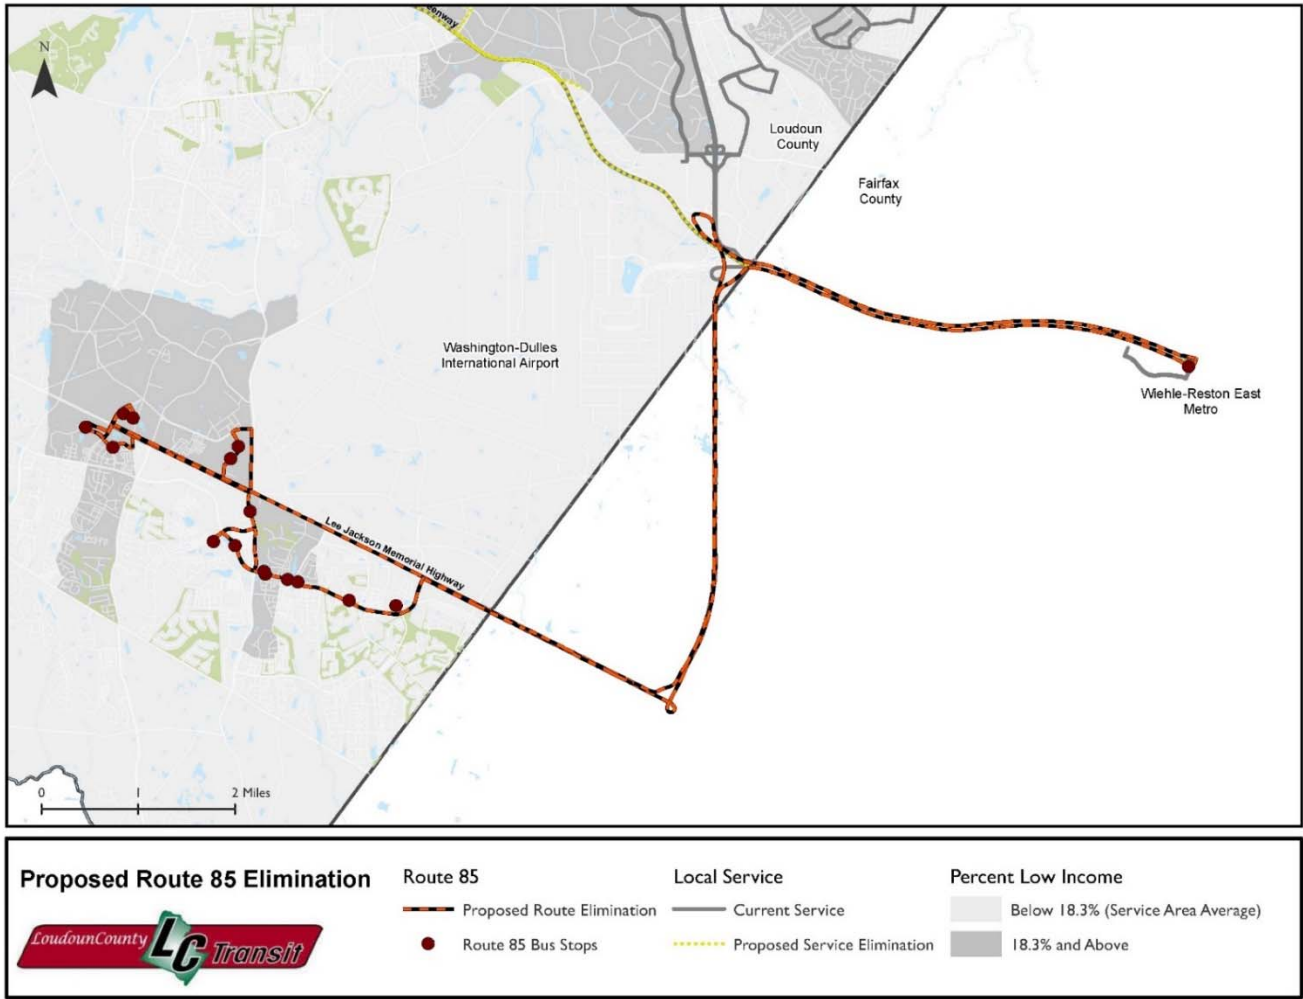 N
Loudoun
County
Fairfax
County
Washington-Dulles
International Airport
Wiehle-Reston East
Metro
Lee Jackson Memorial Highway
0 1 2 Miles
Proposed Route 85 Elimination
LoudounCounty LC Transit
Route 85
Proposed Route Elimination
Route 85 Bus Stops
Local Service
Current Service
Proposed Service Elimination
Percent Low Income
Below 18.3% (Service Area Average)
18.3% and Above